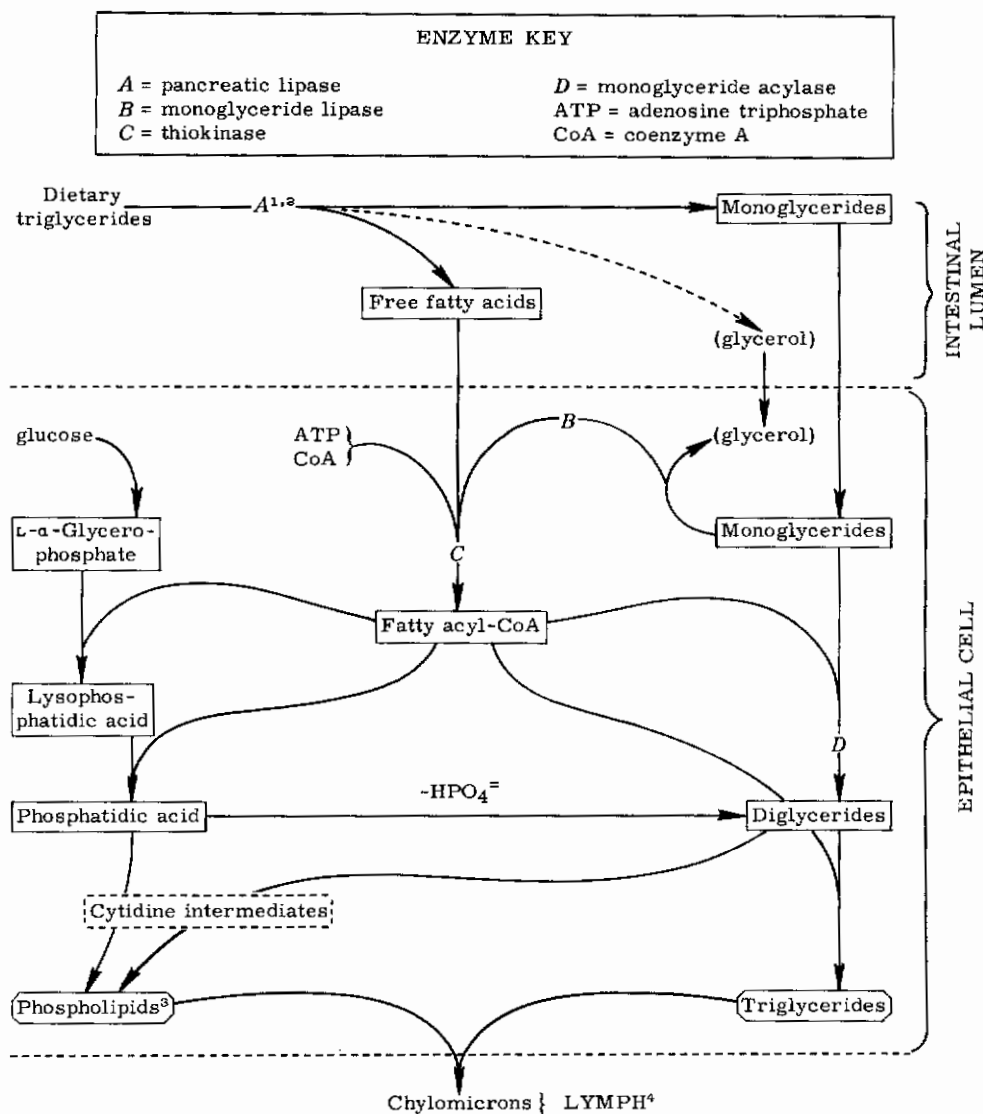 ENZYME KEY
A = pancreatic lipase
B = monoglyceride lipase
C = thiokinase
D = monoglyceride acylase
ATP = adenosine triphosphate
CoA = coenzyme A
Dietary
triglycerides
A¹,²
Monoglycerides
Free fatty acids
(glycerol)
INTESTINAL
LUMEN
glucose
ATP
CoA
B
(glycerol)
L-α-Glycero-
phosphate
Monoglycerides
C
Fatty acyl-CoA
Lysophos-
phatidic acid
D
Phosphatidic acid
-HPO₄⁼
Diglycerides
Cytidine intermediates
Phospholipids³
Triglycerides
EPITHELIAL CELL
Chylomicrons } LYMPH⁴